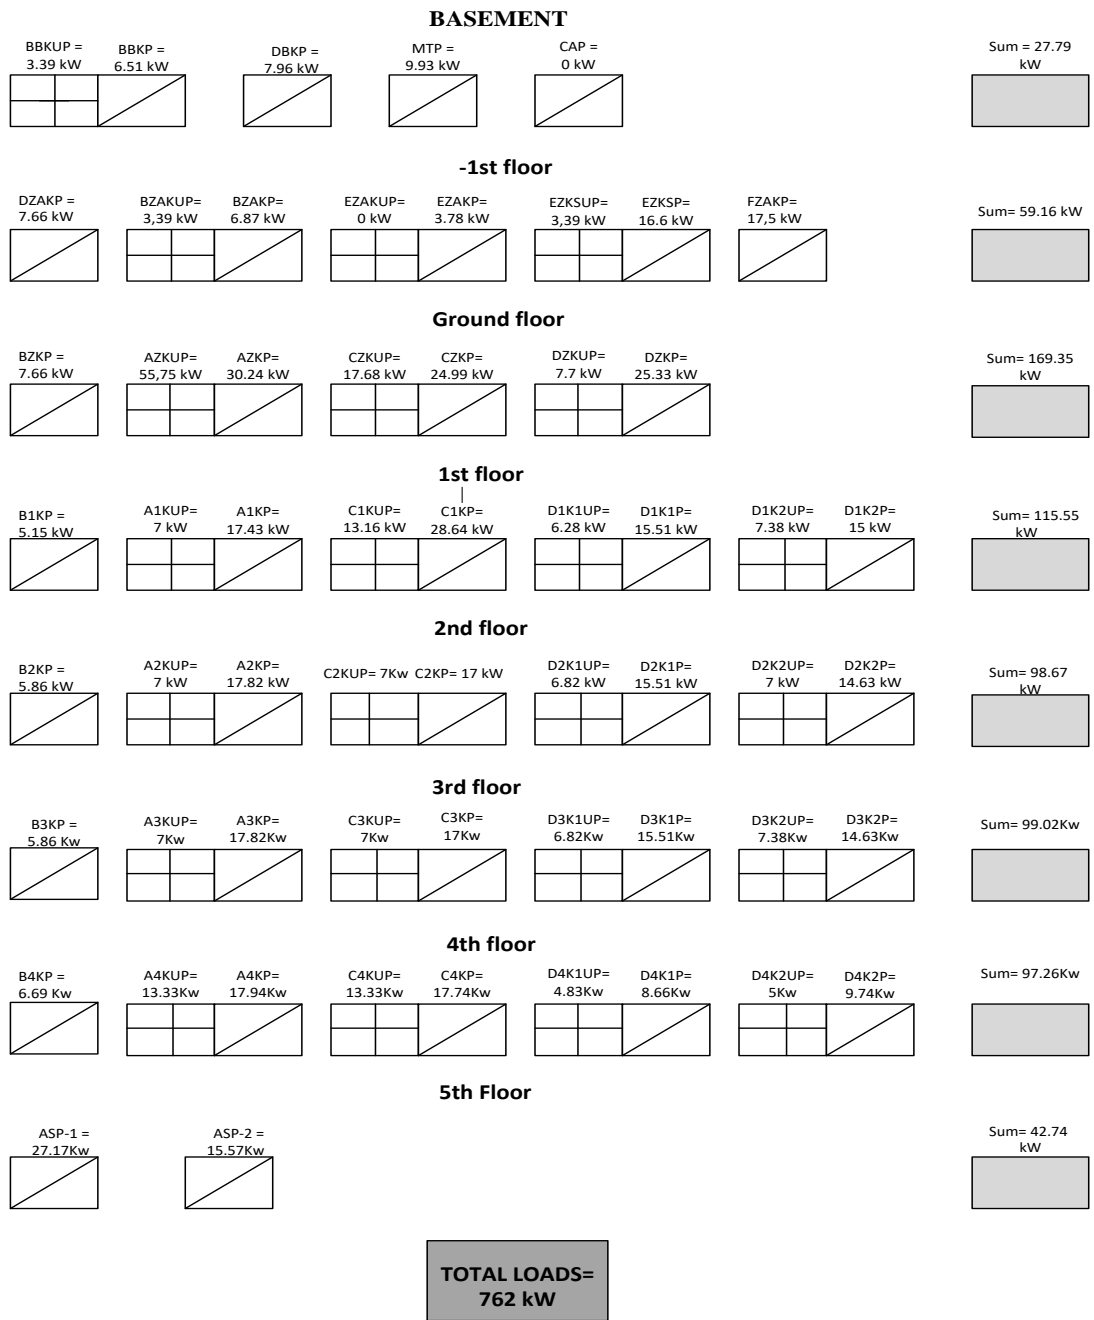 BASEMENT
BBKUP =
3.39 kW
BBKP =
6.51 kW
DBKP =
7.96 kW
MTP =
9.93 kW
CAP =
0 kW
Sum = 27.79
kW
-1st floor
DZAKP =
7.66 kW
BZAKUP=
3,39 kW
BZAKP=
6.87 kW
EZAKUP=
0 kW
EZAKP=
3.78 kW
EZKSUP=
3,39 kW
EZKSP=
16.6 kW
FZAKP=
17,5 kW
Sum= 59.16 kW
Ground floor
BZKP =
7.66 kW
AZKUP=
55,75 kW
AZKP=
30.24 kW
CZKUP=
17.68 kW
CZKP=
24.99 kW
DZKUP=
7.7 kW
DZKP=
25.33 kW
Sum= 169.35
kW
1st floor
B1KP =
5.15 kW
A1KUP=
7 kW
A1KP=
17.43 kW
C1KUP=
13.16 kW
C1KP=
28.64 kW
D1K1UP=
6.28 kW
D1K1P=
15.51 kW
D1K2UP=
7.38 kW
D1K2P=
15 kW
Sum= 115.55
kW
2nd floor
B2KP =
5.86 kW
A2KUP=
7 kW
A2KP=
17.82 kW
C2KUP= 7Kw C2KP= 17 kW
D2K1UP=
6.82 kW
D2K1P=
15.51 kW
D2K2UP=
7 kW
D2K2P=
14.63 kW
Sum= 98.67
kW
3rd floor
B3KP =
5.86 Kw
A3KUP=
7Kw
A3KP=
17.82Kw
C3KUP=
7Kw
C3KP=
17Kw
D3K1UP=
6.82Kw
D3K1P=
15.51Kw
D3K2UP=
7.38Kw
D3K2P=
14.63Kw
Sum= 99.02Kw
4th floor
B4KP =
6.69 Kw
A4KUP=
13.33Kw
A4KP=
17.94Kw
C4KUP=
13.33Kw
C4KP=
17.74Kw
D4K1UP=
4.83Kw
D4K1P=
8.66Kw
D4K2UP=
5Kw
D4K2P=
9.74Kw
Sum= 97.26Kw
5th Floor
ASP-1 =
27.17Kw
ASP-2 =
15.57Kw
Sum= 42.74
kW
TOTAL LOADS=
762 kW